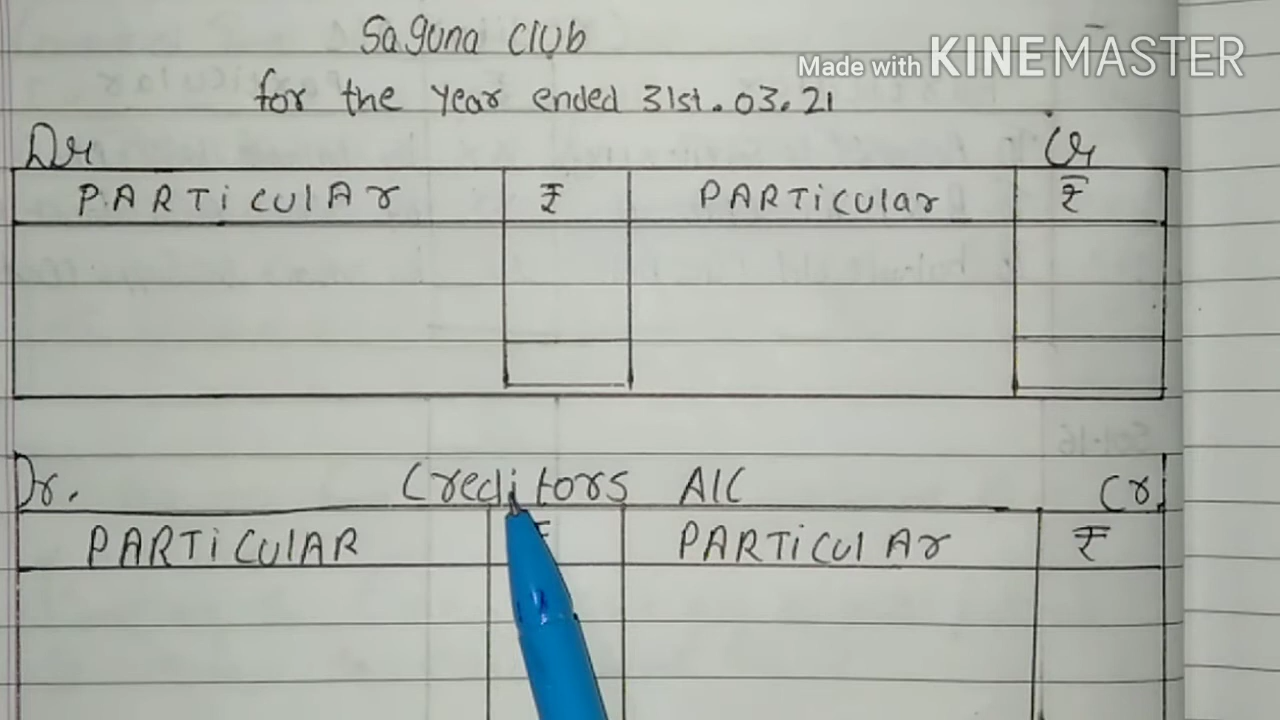 Saguna Club
Made with KINEMASTER
for the year ended 31st.03.21
Dr
Cr
PARTiculAr ₹ PARTicular ₹
Dr. Creditors A/C Cr.
PARTiCulAR ₹ PARTiculAr ₹